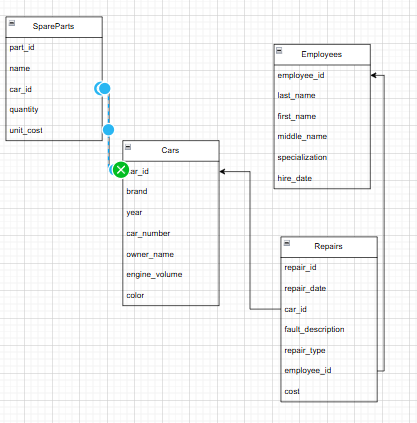 SpareParts
part_id
name
car_id
quantity
unit_cost
Employees
employee_id
last_name
first_name
middle_name
specialization
hire_date
Cars
ar_id
brand
year
car_number
owner_name
engine_volume
color
Repairs
repair_id
repair_date
car_id
fault_description
repair_type
employee_id
cost